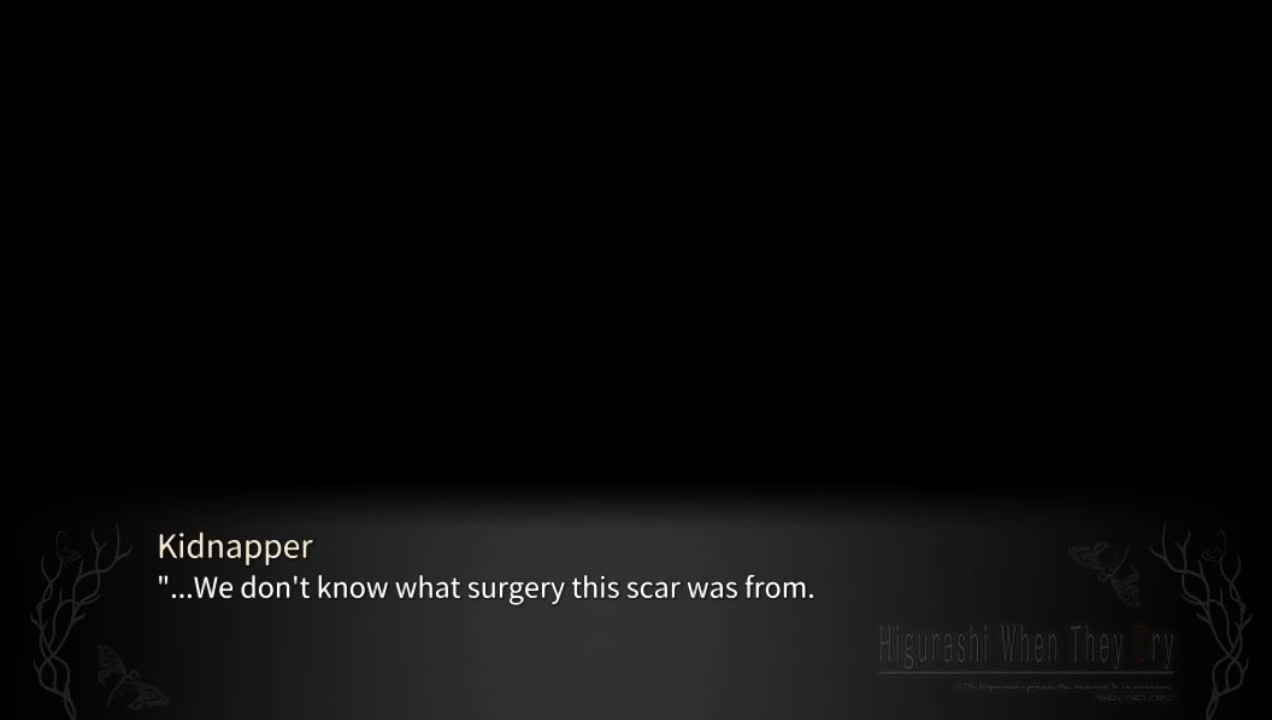 Kidnapper
"...We don't know what surgery this scar was from.
Higurashi When They Cry